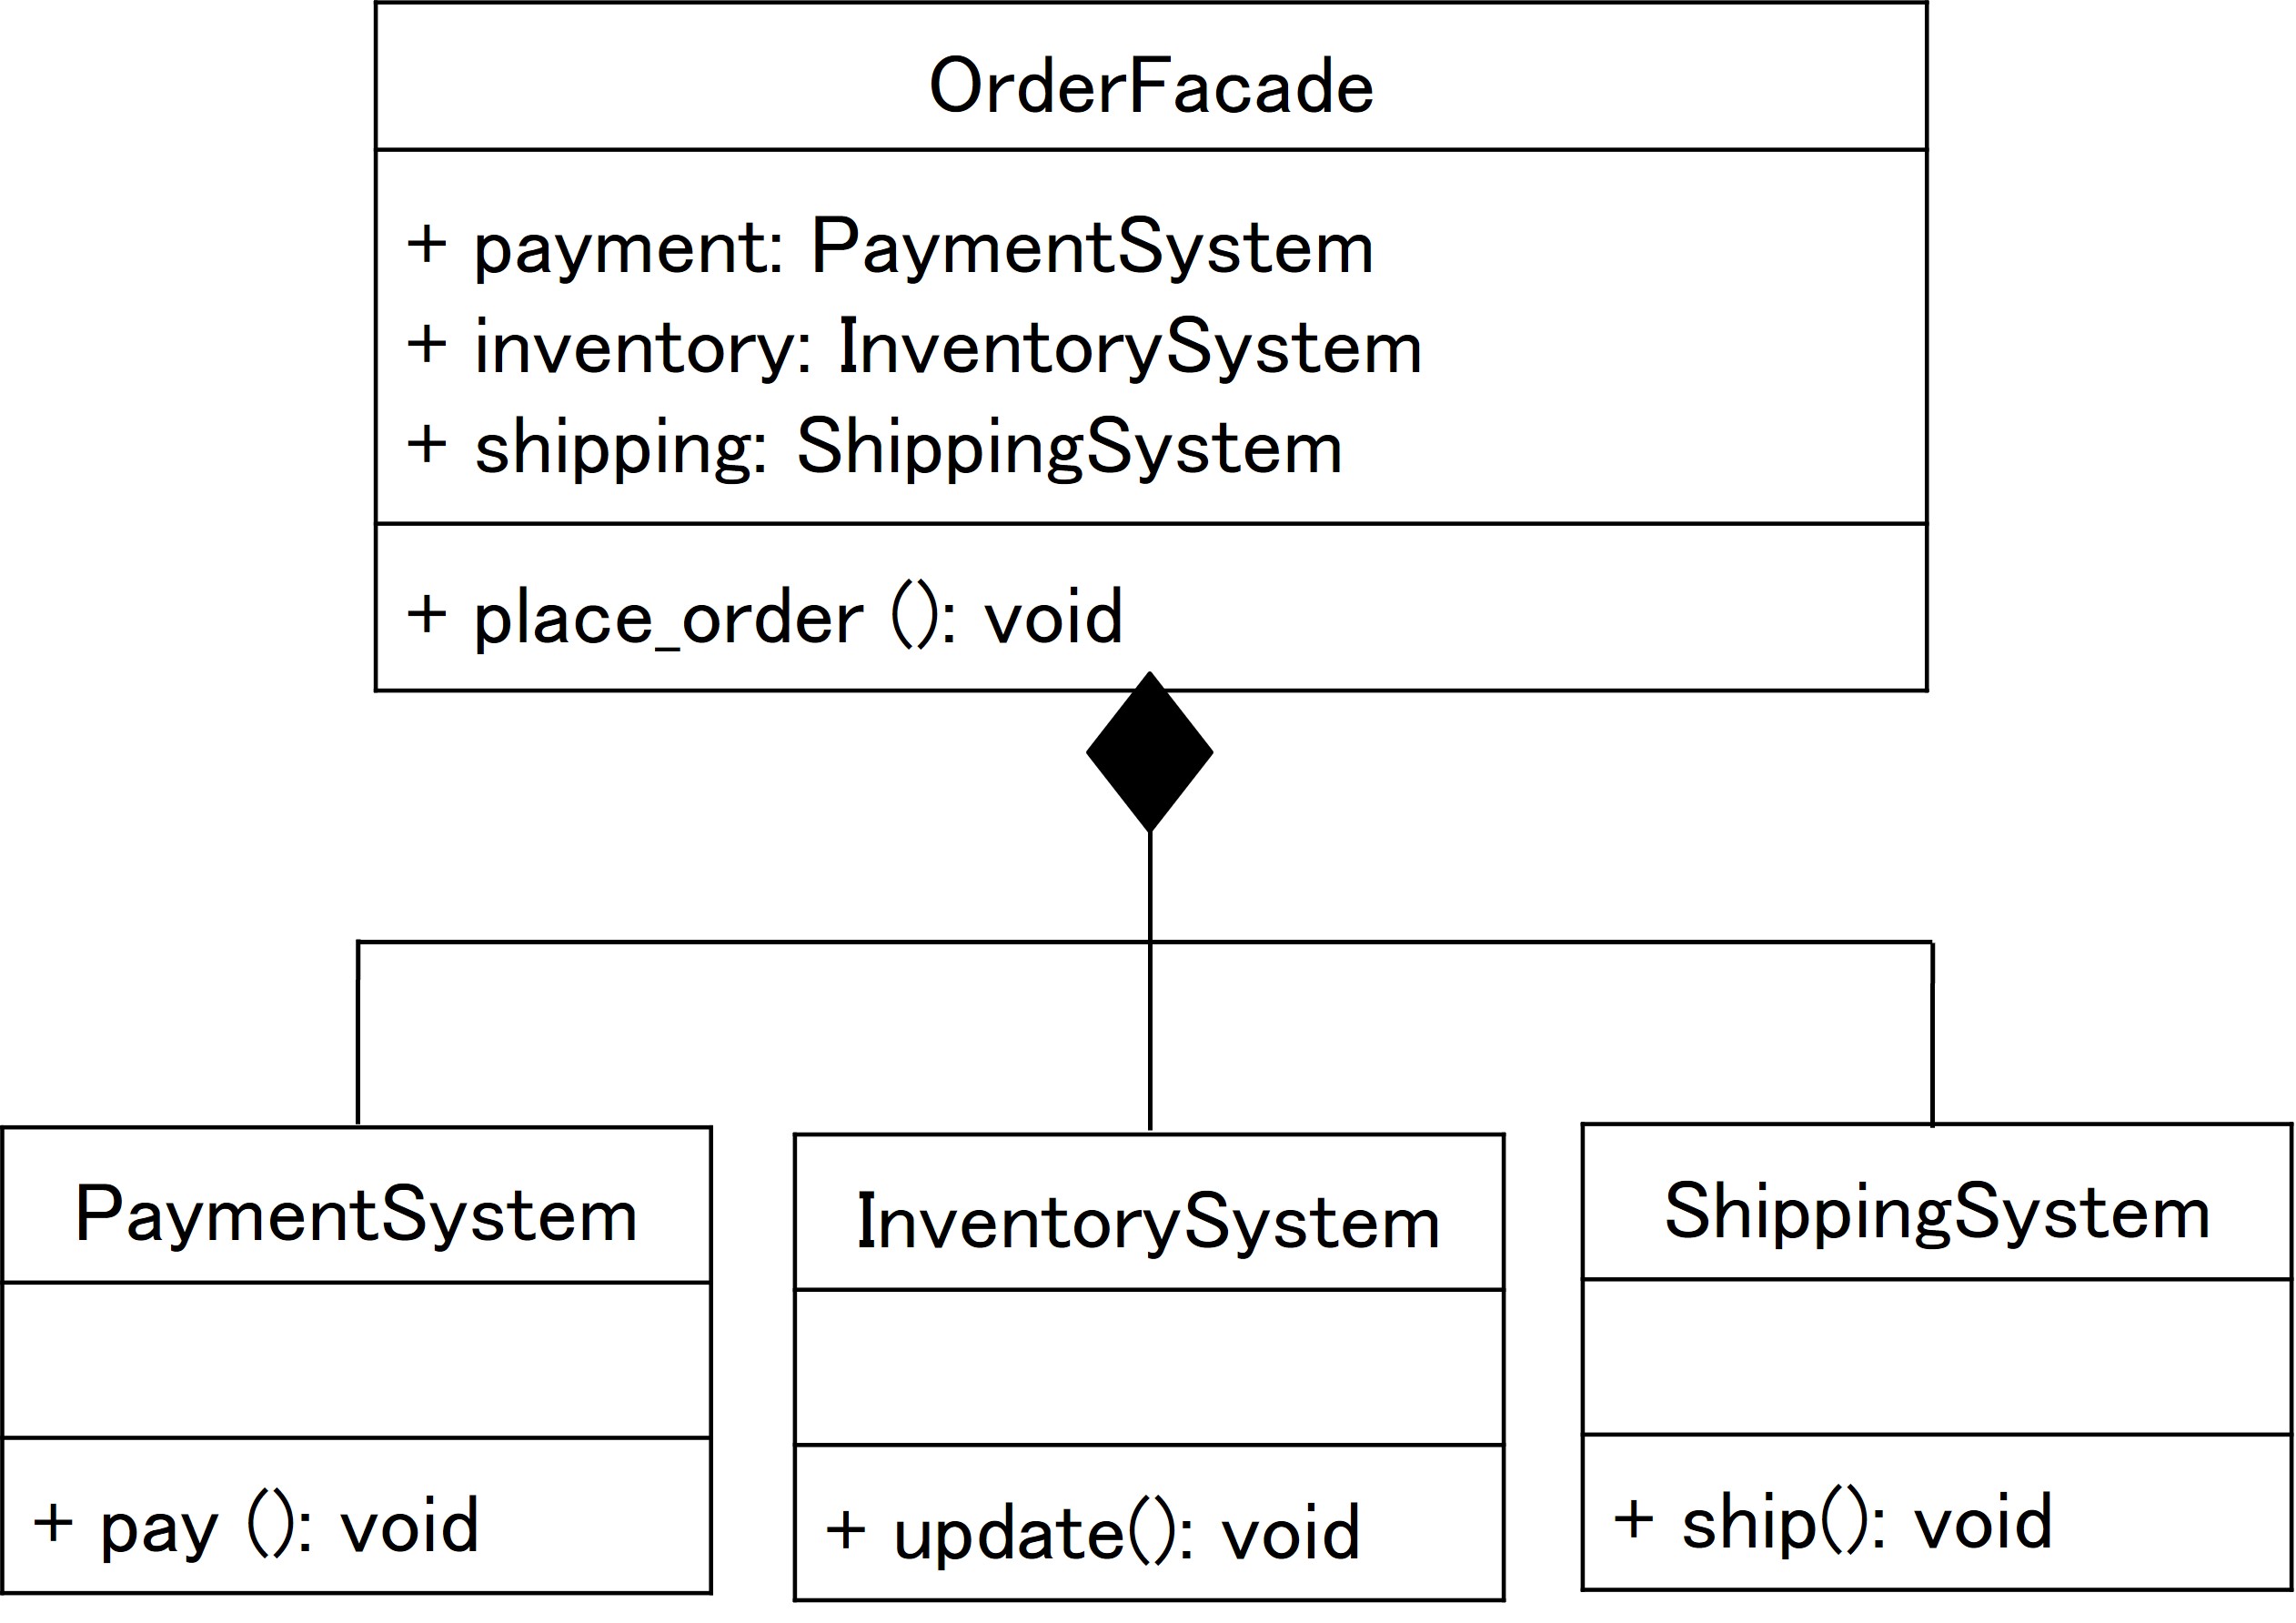 OrderFacade
+ payment: PaymentSystem
+ inventory: InventorySystem
+ shipping: ShippingSystem
+ place_order (): void
PaymentSystem
+ pay (): void
InventorySystem
+ update(): void
ShippingSystem
+ ship(): void